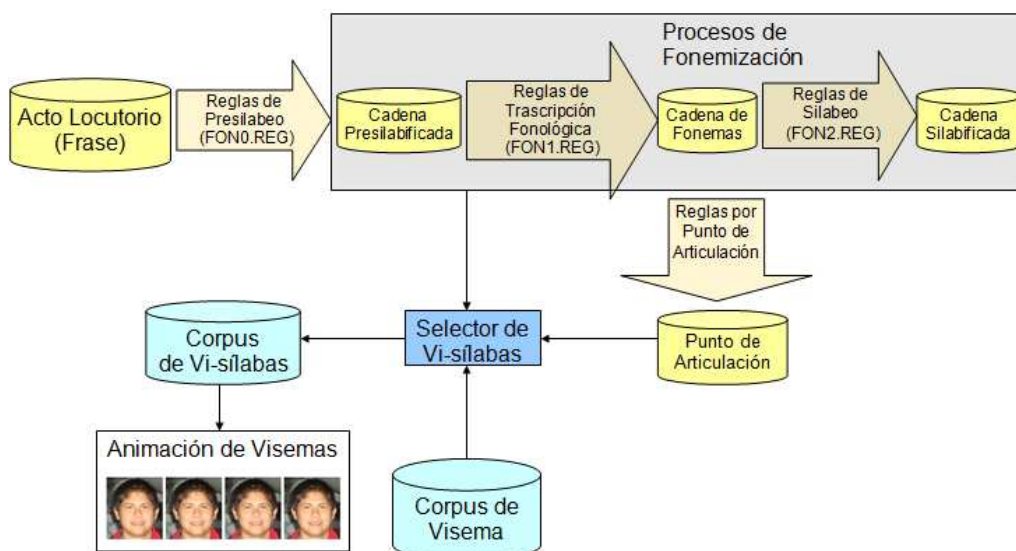 Procesos de
Fonemización
Acto Locutorio
(Frase)
Reglas de
Presilabeo
(FON0.REG)
Cadena
Presilabificada
Reglas de
Trascripción
Fonológica
(FON1.REG)
Cadena de
Fonemas
Reglas de
Silabeo
(FON2.REG)
Cadena
Silabificada
Reglas por
Punto de
Articulación
Corpus
de Vi-sílabas
Selector de
Vi-sílabas
Punto de
Articulación
Animación de Visemas
Corpus de
Visema